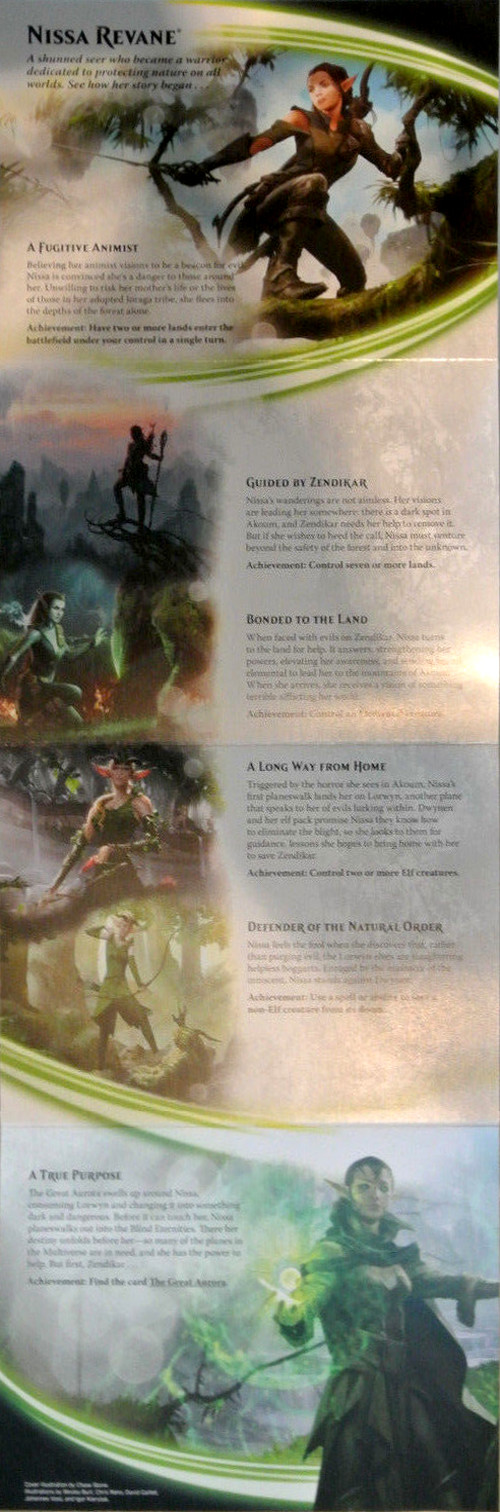 NISSA REVANE
A shunned seer who became a warrior
dedicated to protecting nature on all
worlds. See how her story began . . .
A FUGITIVE ANIMIST
Believing her animist visions to be a beacon for evil,
Nissa is convinced she's a danger to those around
her. Unwilling to risk her mother's life or the lives
of those in her adopted Joraga tribe, she flees into
the depths of the forest alone.
Achievement: Have two or more lands enter the
battlefield under your control in a single turn.
GUIDED BY ZENDIKAR
Nissa's wanderings are not aimless. Her visions
are leading her somewhere: there is a dark spot in
Akoum, and Zendikar needs her help to remove it.
But if she wishes to heed the call, Nissa must venture
beyond the safety of the forest and into the unknown.
Achievement: Control seven or more lands.
BONDED TO THE LAND
When faced with evils on Zendikar, Nissa turns
to the land for help. It answers, strengthening her
powers, elevating her awareness, and sending
elemental to lead her to the mountains of Akoum.
When she arrives, she receives a vision of something
terrible afflicting her world.
Achievement: Control an Elemental creature.
A LONG WAY FROM HOME
Triggered by the horror she sees in Akoum, Nissa's
first planeswalk lands her on Lorwyn, another plane
that speaks to her of evils lurking within. Dwynen
and her elf pack promise Nissa they know how
to eliminate the blight, so she looks to them for
guidance, lessons she hopes to bring home with her
to save Zendikar.
Achievement: Control two or more Elf creatures.
DEFENDER OF THE NATURAL ORDER
Nissa feels the fool when she discovers that, rather
than purging evil, the Lorwyn elves are slaughtering
helpless boggarts. Enraged by the massacre of the
innocent, Nissa stands against Dwynen.
Achievement: Use a spell or ability to save a
non-Elf creature from its doom.
A TRUE PURPOSE
The Great Aurora swells up around Nissa,
consuming Lorwyn and changing it into something
dark and dangerous. Before it can touch her, Nissa
planeswalks out into the Blind Eternities. There her
destiny unfolds before her—so many of the planes in
the Multiverse are in need, and she has the power to
help. But first, Zendikar . . .
Achievement: Find the card The Great Aurora.
Cover illustration by Chase Stone.
Illustrations by Wesley Burt, Chris Rahn, David Gaillet,
Johannes Voss, and Igor Kieryluk.